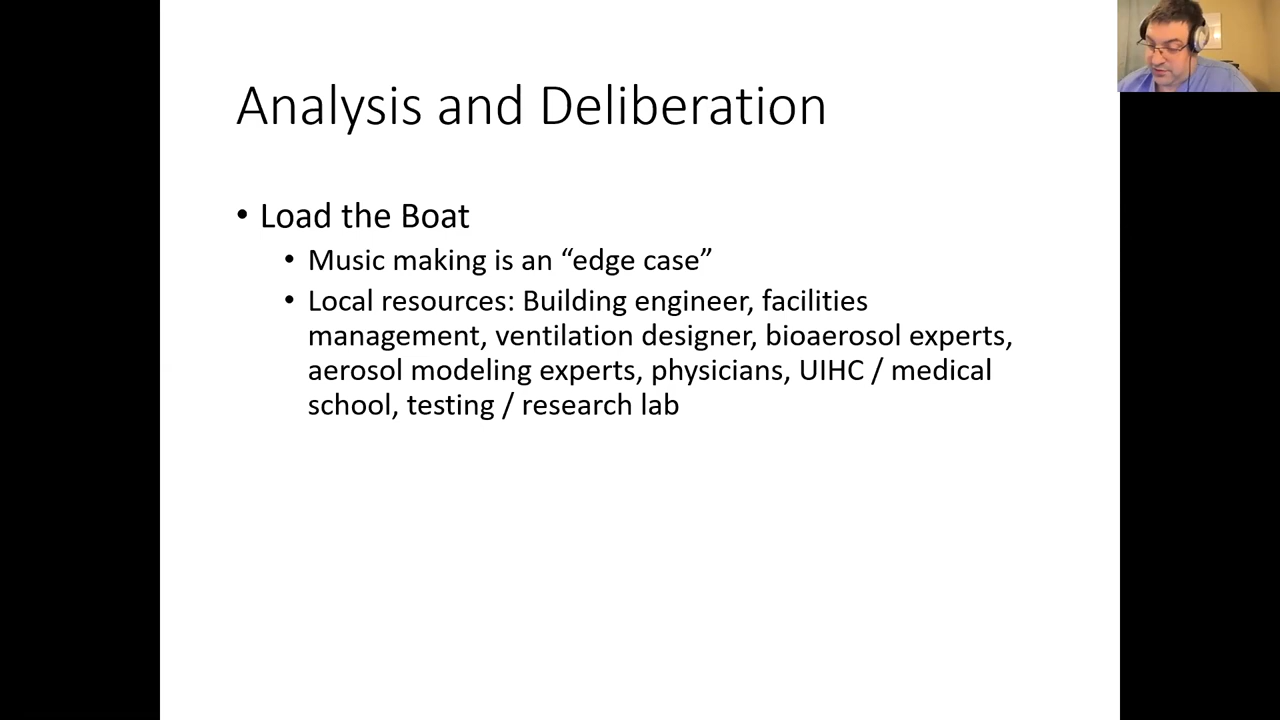 Analysis and Deliberation
• Load the Boat
• Music making is an “edge case”
• Local resources: Building engineer, facilities
management, ventilation designer, bioaerosol experts,
aerosol modeling experts, physicians, UIHC / medical
school, testing / research lab